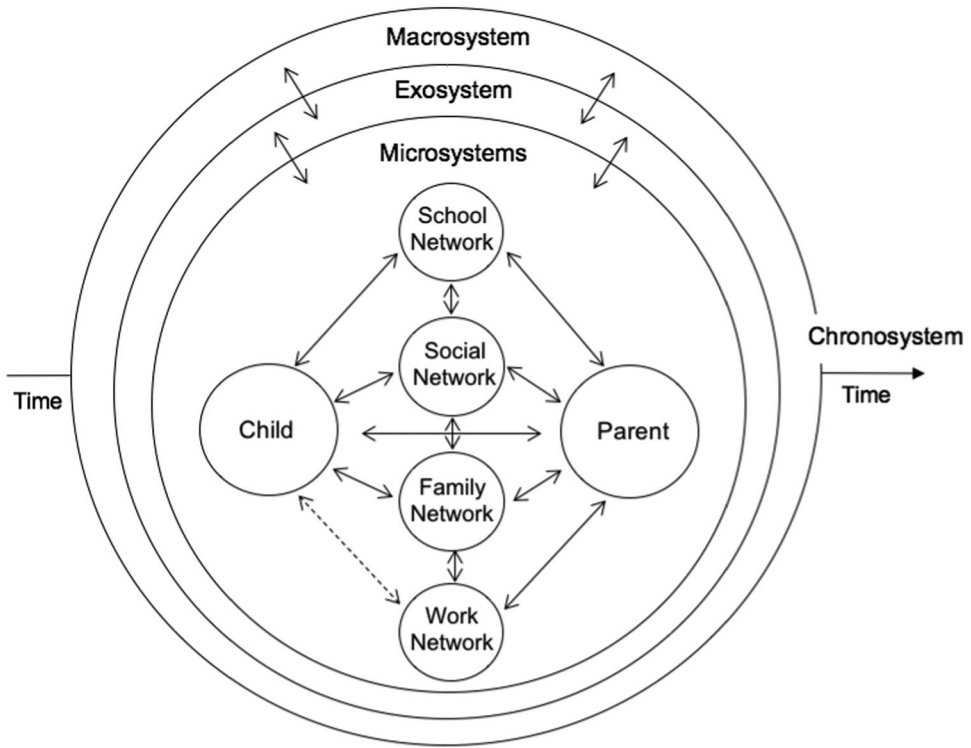 Macrosystem
Exosystem
Microsystems
School
Network
Social
Network
Chronosystem
Time
Time
Child
Parent
Family
Network
Work
Network